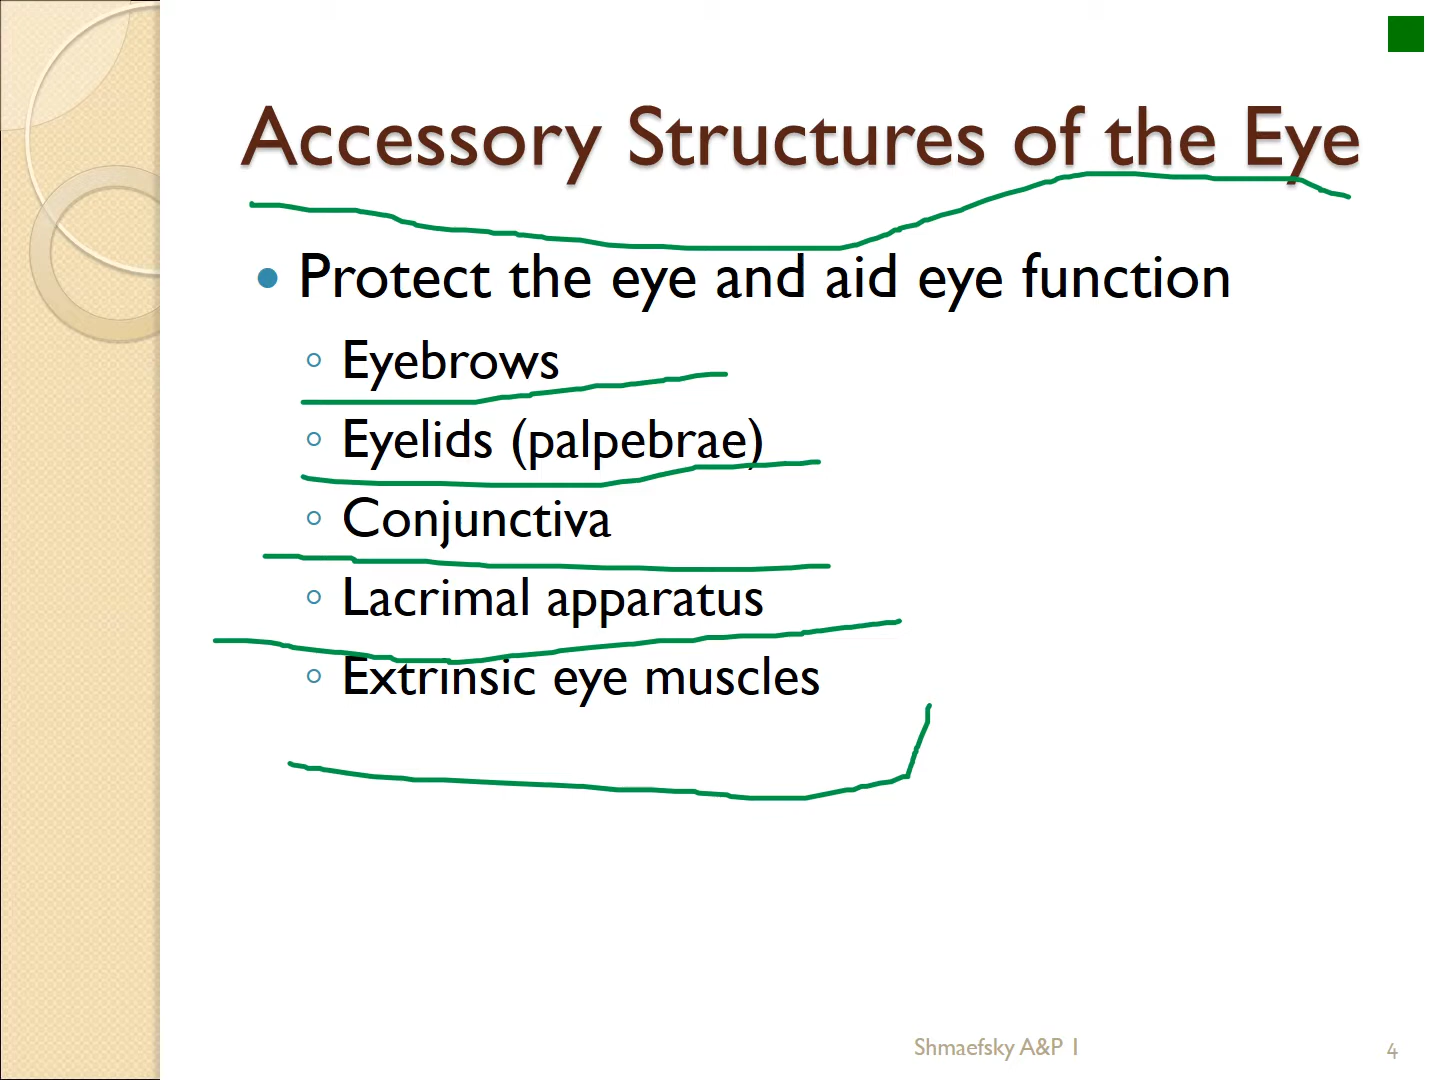 Accessory Structures of the Eye
• Protect the eye and aid eye function
◦ Eyebrows
◦ Eyelids (palpebrae)
◦ Conjunctiva
◦ Lacrimal apparatus
◦ Extrinsic eye muscles
Shmaefsky A&P 1
4